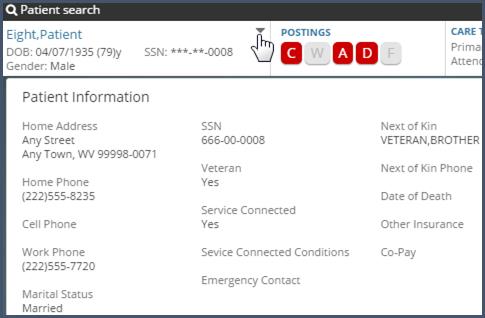 Patient search
Eight,Patient
DOB: 04/07/1935 (79)y SSN: ***-**-0008
Gender: Male
POSTINGS
C W A D F
CARE
Prima
Attend
Patient Information
Home Address
Any Street
Any Town, WV 99998-0071
Home Phone
(222)555-8235
Cell Phone
Work Phone
(222)555-7720
Marital Status
Married
SSN
666-00-0008
Veteran
Yes
Service Connected
Yes
Sevice Connected Conditions
Emergency Contact
Next of Kin
VETERAN,BROTHER
Next of Kin Phone
Date of Death
Other Insurance
Co-Pay